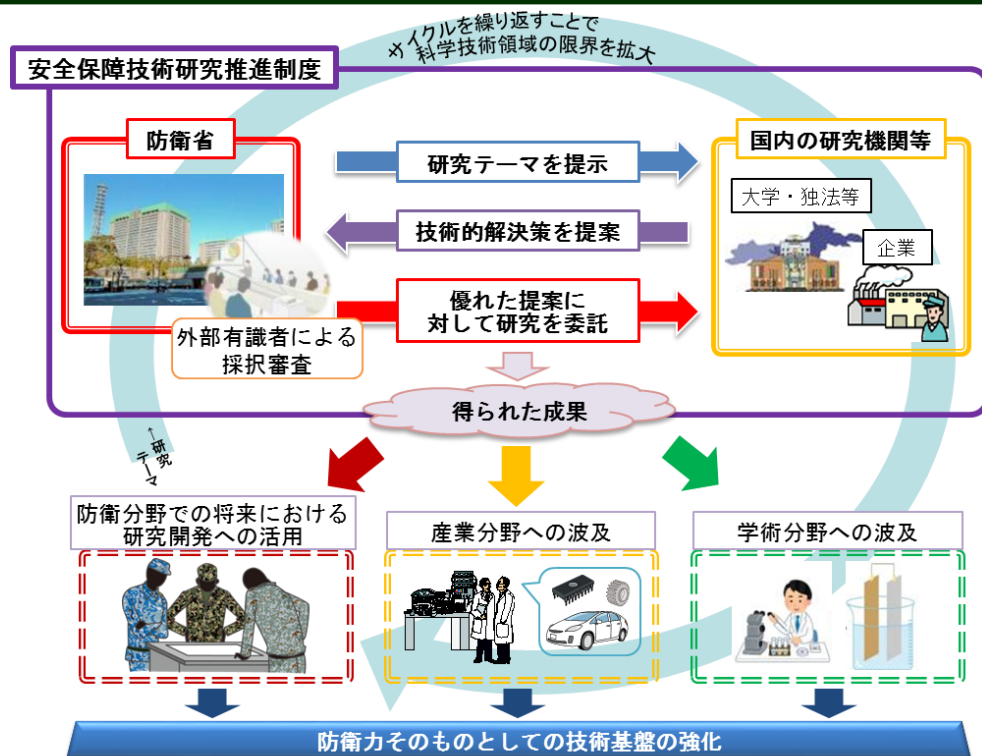 サイクルを繰り返すことで
科学技術領域の限界を拡大
安全保障技術研究推進制度
防衛省
国内の研究機関等
研究テーマを提示
大学・独法等
技術的解決策を提案
企業
優れた提案に
対して研究を委託
外部有識者による
採択審査
得られた成果
←研究
テーマ
防衛分野での将来における
研究開発への活用
産業分野への波及
学術分野への波及
防衛力そのものとしての技術基盤の強化